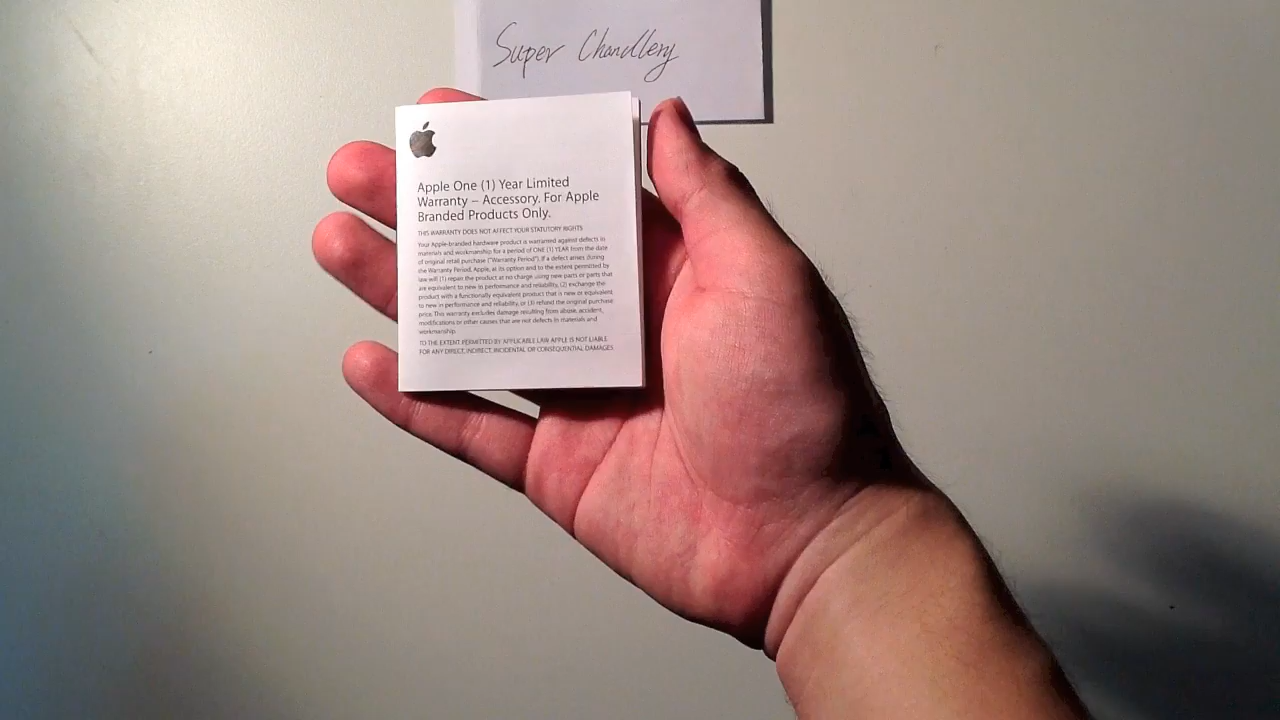 Super Chandlery
Apple One (1) Year Limited
Warranty – Accessory. For Apple
Branded Products Only.
THIS WARRANTY DOES NOT AFFECT YOUR STATUTORY RIGHTS
Your Apple-branded hardware product is warranted against defects in
materials and workmanship for a period of ONE (1) YEAR from the date
of original retail purchase ("Warranty Period"). If a defect arises during
the Warranty Period, Apple, at its option and to the extent permitted by
law will (1) repair the product at no charge using new parts or parts that
are equivalent to new in performance and reliability, (2) exchange the
product with a functionally equivalent product that is new or equivalent
to new in performance and reliability, or (3) refund the original purchase
price. This warranty excludes damage resulting from abuse, accident,
modifications or other causes that are not defects in materials and
workmanship.
TO THE EXTENT PERMITTED BY APPLICABLE LAW APPLE IS NOT LIABLE
FOR ANY DIRECT, INDIRECT, INCIDENTAL OR CONSEQUENTIAL DAMAGES